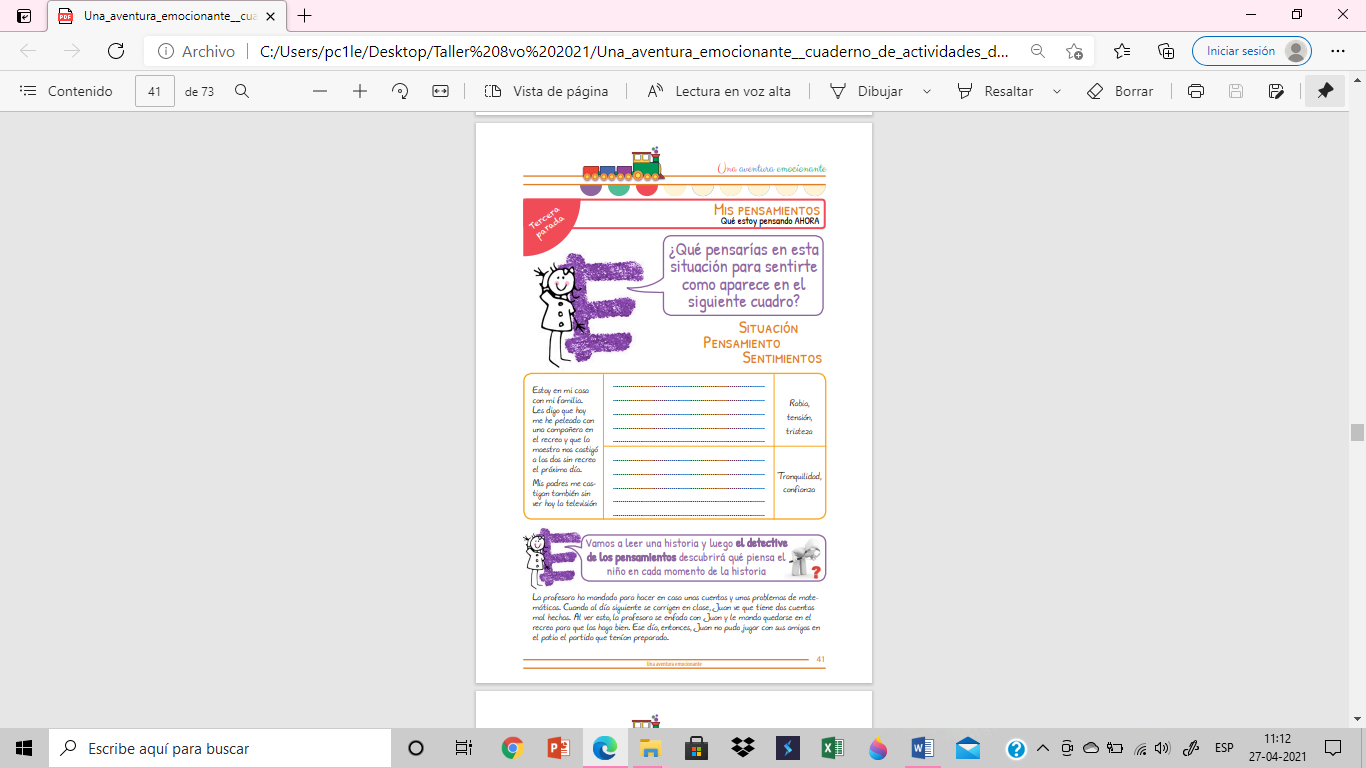 Una_aventura_emocionante__cua
Archivo
C:/Users/pc1le/Desktop/Taller%208vo%202021/Una_aventura_emocionante__cuaderno_de_actividades_d...
Iniciar sesión
Contenido
41
de 73
Vista de página
Lectura en voz alta
Dibujar
Resaltar
Borrar
Una aventura emocionante
Tercera
parada
MIS PENSAMIENTOS
Qué estoy pensando AHORA
¿Qué pensarías en esta
situación para sentirte
como aparece en el
siguiente cuadro?
SITUACIÓN
PENSAMIENTO
SENTIMIENTOS
Estoy en mi casa
con mi familia.
Les digo que hoy
me he peleado con
una compañera en
el recreo y que la
maestra nos castigó
a las dos sin recreo
el próximo día.
Mis padres me cas-
tigan también sin
ver hoy la televisión
Rabia,
tensión,
tristeza
Tranquilidad,
confianza
Vamos a leer una historia y luego el detective
de los pensamientos descubrirá qué piensa el
niño en cada momento de la historia
?
La profesora ha mandado para hacer en casa unas cuentas y unos problemas de mate-
máticas. Cuando al día siguiente se corrigen en clase, Juan ve que tiene dos cuentas
mal hechas. Al ver esto, la profesora se enfada con Juan y le manda quedarse en el
recreo para que las haga bien. Ese día, entonces, Juan no pudo jugar con sus amigos en
el patio el partido que tenían preparado.
41
Una aventura emocionante
Escribe aquí para buscar
ESP
11:12
27-04-2021